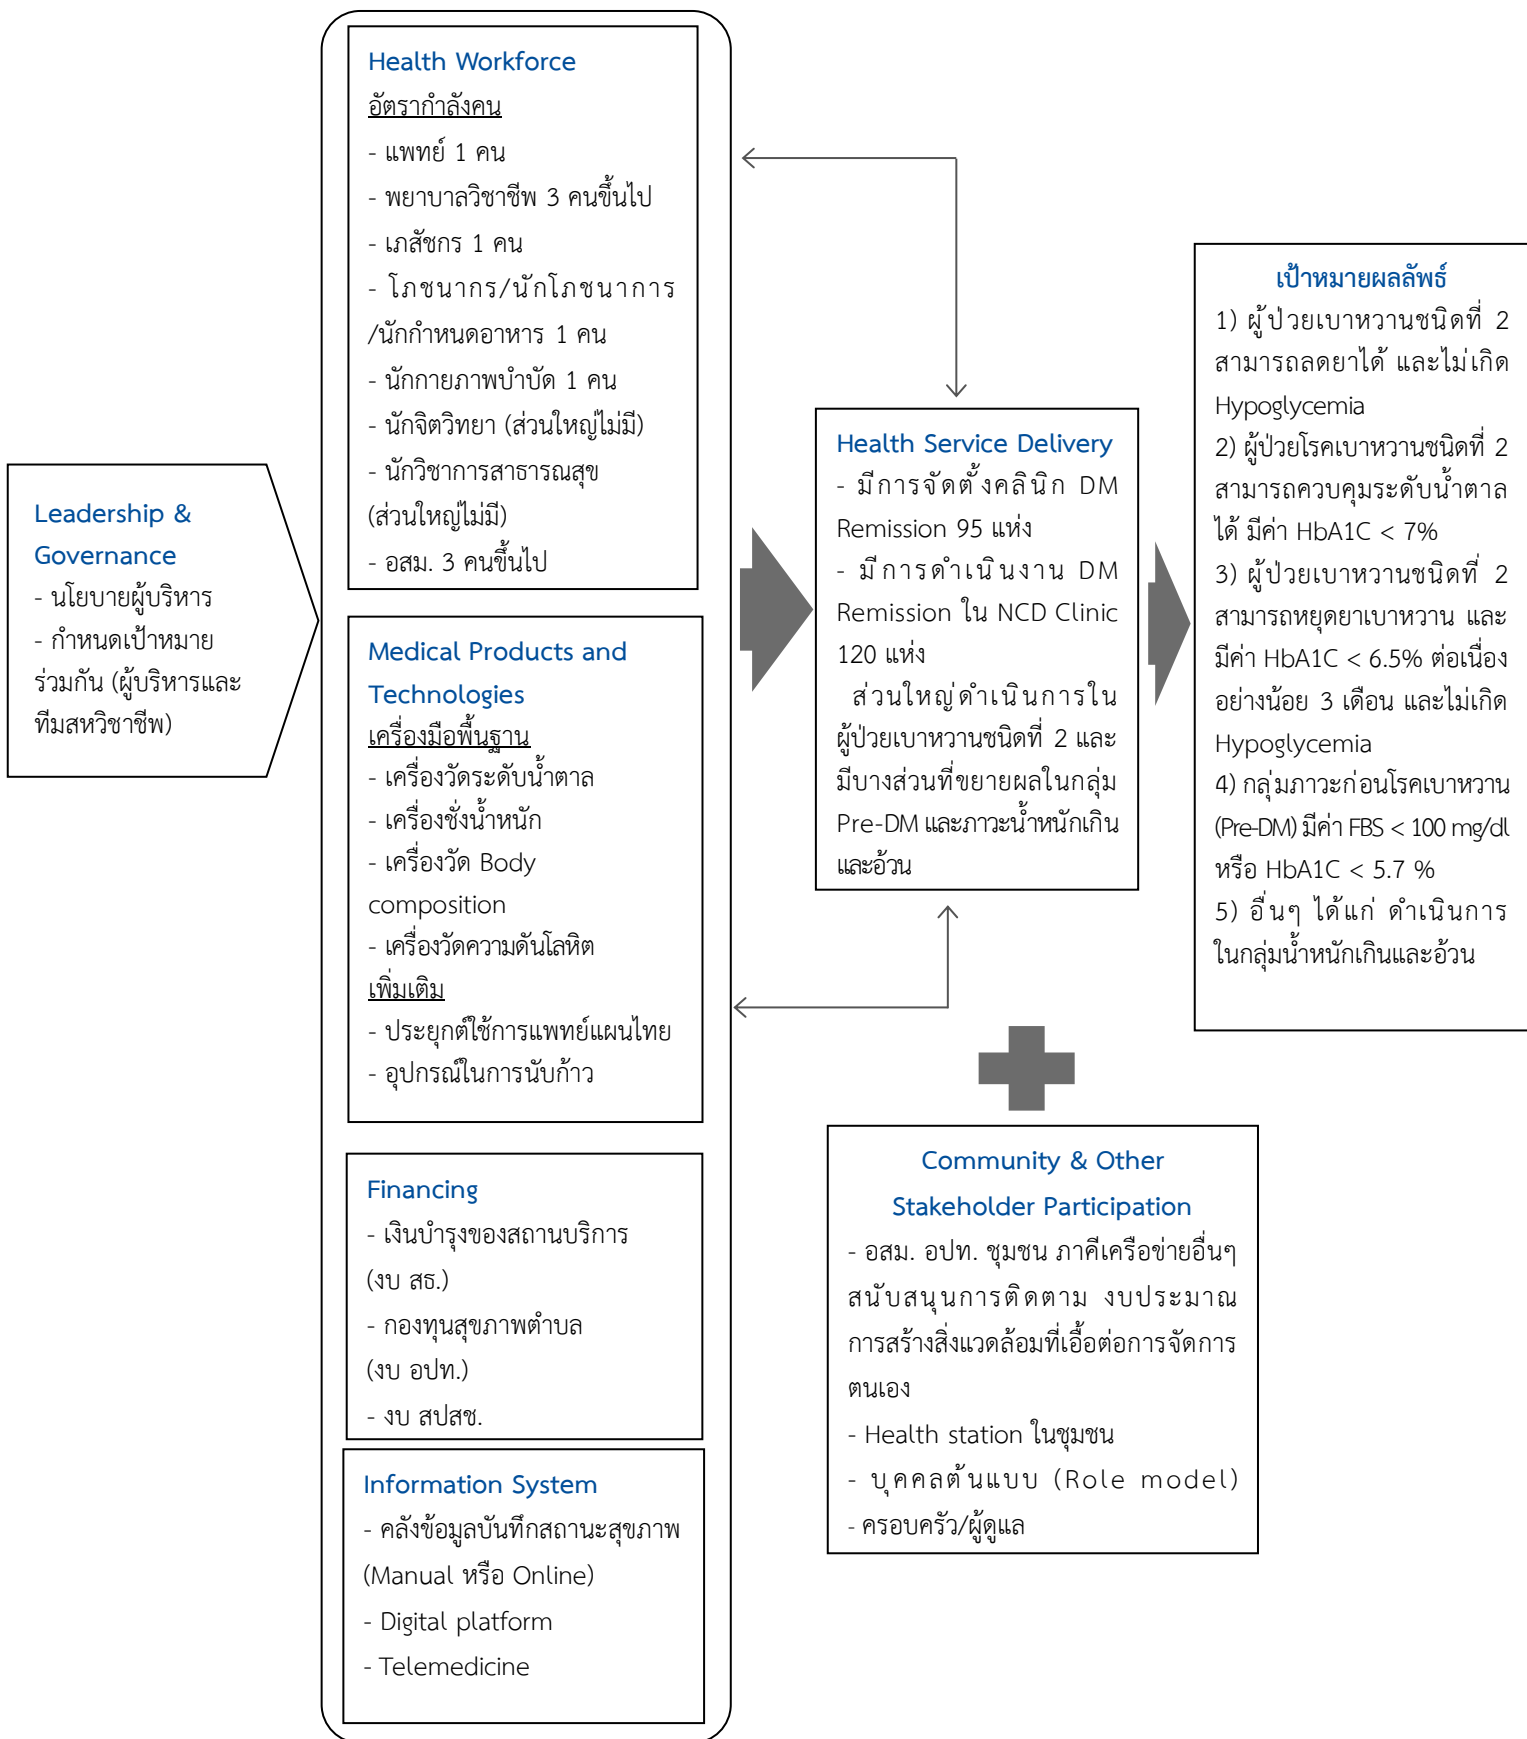 Leadership &
Governance
- นโยบายผู้บริหาร
- กำหนดเป้าหมาย
ร่วมกัน (ผู้บริหารและ
ทีมสหวิชาชีพ)
Health Workforce
อัตรากำลังคน
- แพทย์ 1 คน
- พยาบาลวิชาชีพ 3 คนขึ้นไป
- เภสัชกร 1 คน
- โภชนากร/นักโภชนาการ
/นักกำหนดอาหาร 1 คน
- นักกายภาพบำบัด 1 คน
- นักจิตวิทยา (ส่วนใหญ่ไม่มี)
- นักวิชาการสาธารณสุข
(ส่วนใหญ่ไม่มี)
- อสม. 3 คนขึ้นไป
Medical Products and
Technologies
เครื่องมือพื้นฐาน
- เครื่องวัดระดับน้ำตาล
- เครื่องชั่งน้ำหนัก
- เครื่องวัด Body
composition
- เครื่องวัดความดันโลหิต
เพิ่มเติม
- ประยุกต์ใช้การแพทย์แผนไทย
- อุปกรณ์ในการนับก้าว
Financing
- เงินบำรุงของสถานบริการ
(งบ สธ.)
- กองทุนสุขภาพตำบล
(งบ อปท.)
- งบ สปสช.
Information System
- คลังข้อมูลบันทึกสถานะสุขภาพ
(Manual หรือ Online)
- Digital platform
- Telemedicine
Health Service Delivery
- มีการจัดตั้งคลินิก DM
Remission 95 แห่ง
- มีการดำเนินงาน DM
Remission ใน NCD Clinic
120 แห่ง
ส่วนใหญ่ดำเนินการใน
ผู้ป่วยเบาหวานชนิดที่ 2 และ
มีบางส่วนที่ขยายผลในกลุ่ม
Pre-DM และภาวะน้ำหนักเกิน
และอ้วน
Community & Other
Stakeholder Participation
- อสม. อปท. ชุมชน ภาคีเครือข่ายอื่นๆ
สนับสนุนการติดตาม งบประมาณ
การสร้างสิ่งแวดล้อมที่เอื้อต่อการจัดการ
ตนเอง
- Health station ในชุมชน
- บุคคลต้นแบบ (Role model)
- ครอบครัว/ผู้ดูแล
เป้าหมายผลลัพธ์
1) ผู้ป่วยเบาหวานชนิดที่ 2
สามารถลดยาได้ และไม่เกิด
Hypoglycemia
2) ผู้ป่วยโรคเบาหวานชนิดที่ 2
สามารถควบคุมระดับน้ำตาล
ได้ มีค่า HbA1C < 7%
3) ผู้ป่วยเบาหวานชนิดที่ 2
สามารถหยุดยาเบาหวาน และ
มีค่า HbA1C < 6.5% ต่อเนื่อง
อย่างน้อย 3 เดือน และไม่เกิด
Hypoglycemia
4) กลุ่มภาวะก่อนโรคเบาหวาน
(Pre-DM) มีค่า FBS < 100 mg/dl
หรือ HbA1C < 5.7 %
5) อื่นๆ ได้แก่ ดำเนินการ
ในกลุ่มน้ำหนักเกินและอ้วน